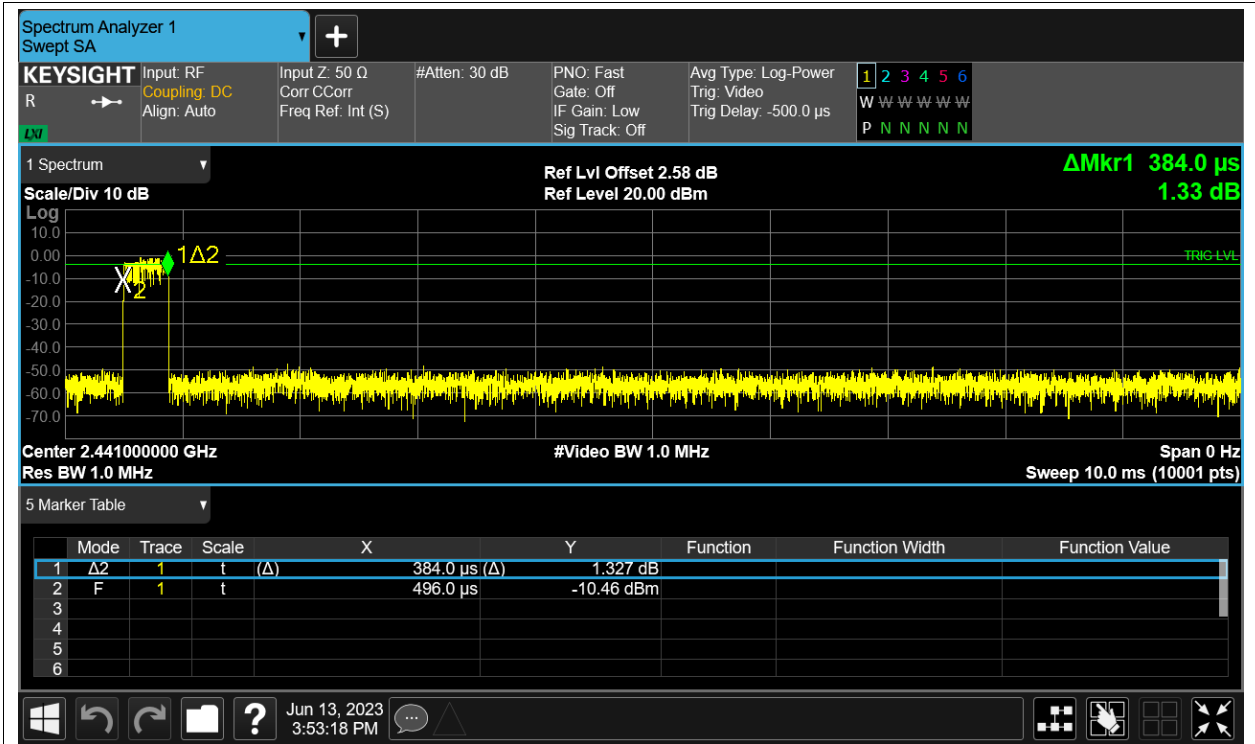 Spectrum Analyzer 1
Swept SA
+
KEYSIGHT Input: RF Input Z: 50 Ω #Atten: 30 dB PNO: Fast Avg Type: Log-Power 1 2 3 4 5 6
R Coupling: DC Corr CCorr Gate: Off Trig: Video W W W W W W
Align: Auto Freq Ref: Int (S) IF Gain: Low Trig Delay: -500.0 µs
LXI Sig Track: Off P N N N N N
1 Spectrum Ref Lvl Offset 2.58 dB ΔMkr1 384.0 µs
Scale/Div 10 dB Ref Level 20.00 dBm 1.33 dB
Log
10.0
0.00 1Δ2 TRIG LVL
-10.0 X 2
-20.0
-30.0
-40.0
-50.0
-60.0
-70.0
Center 2.441000000 GHz #Video BW 1.0 MHz Span 0 Hz
Res BW 1.0 MHz Sweep 10.0 ms (10001 pts)
5 Marker Table
Mode Trace Scale X Y Function Function Width Function Value
1 Δ2 1 t (Δ) 384.0 µs (Δ) 1.327 dB
2 F 1 t 496.0 µs -10.46 dBm
3
4
5
6
? Jun 13, 2023
3:53:18 PM